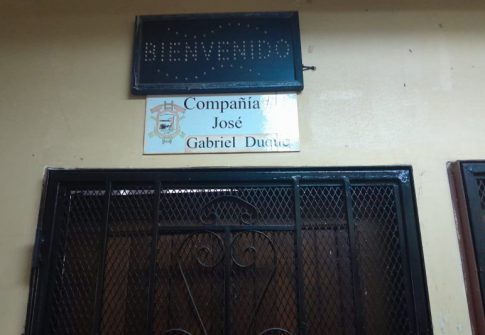 BIENVENIDO
Compañía
José
Gabriel Duque